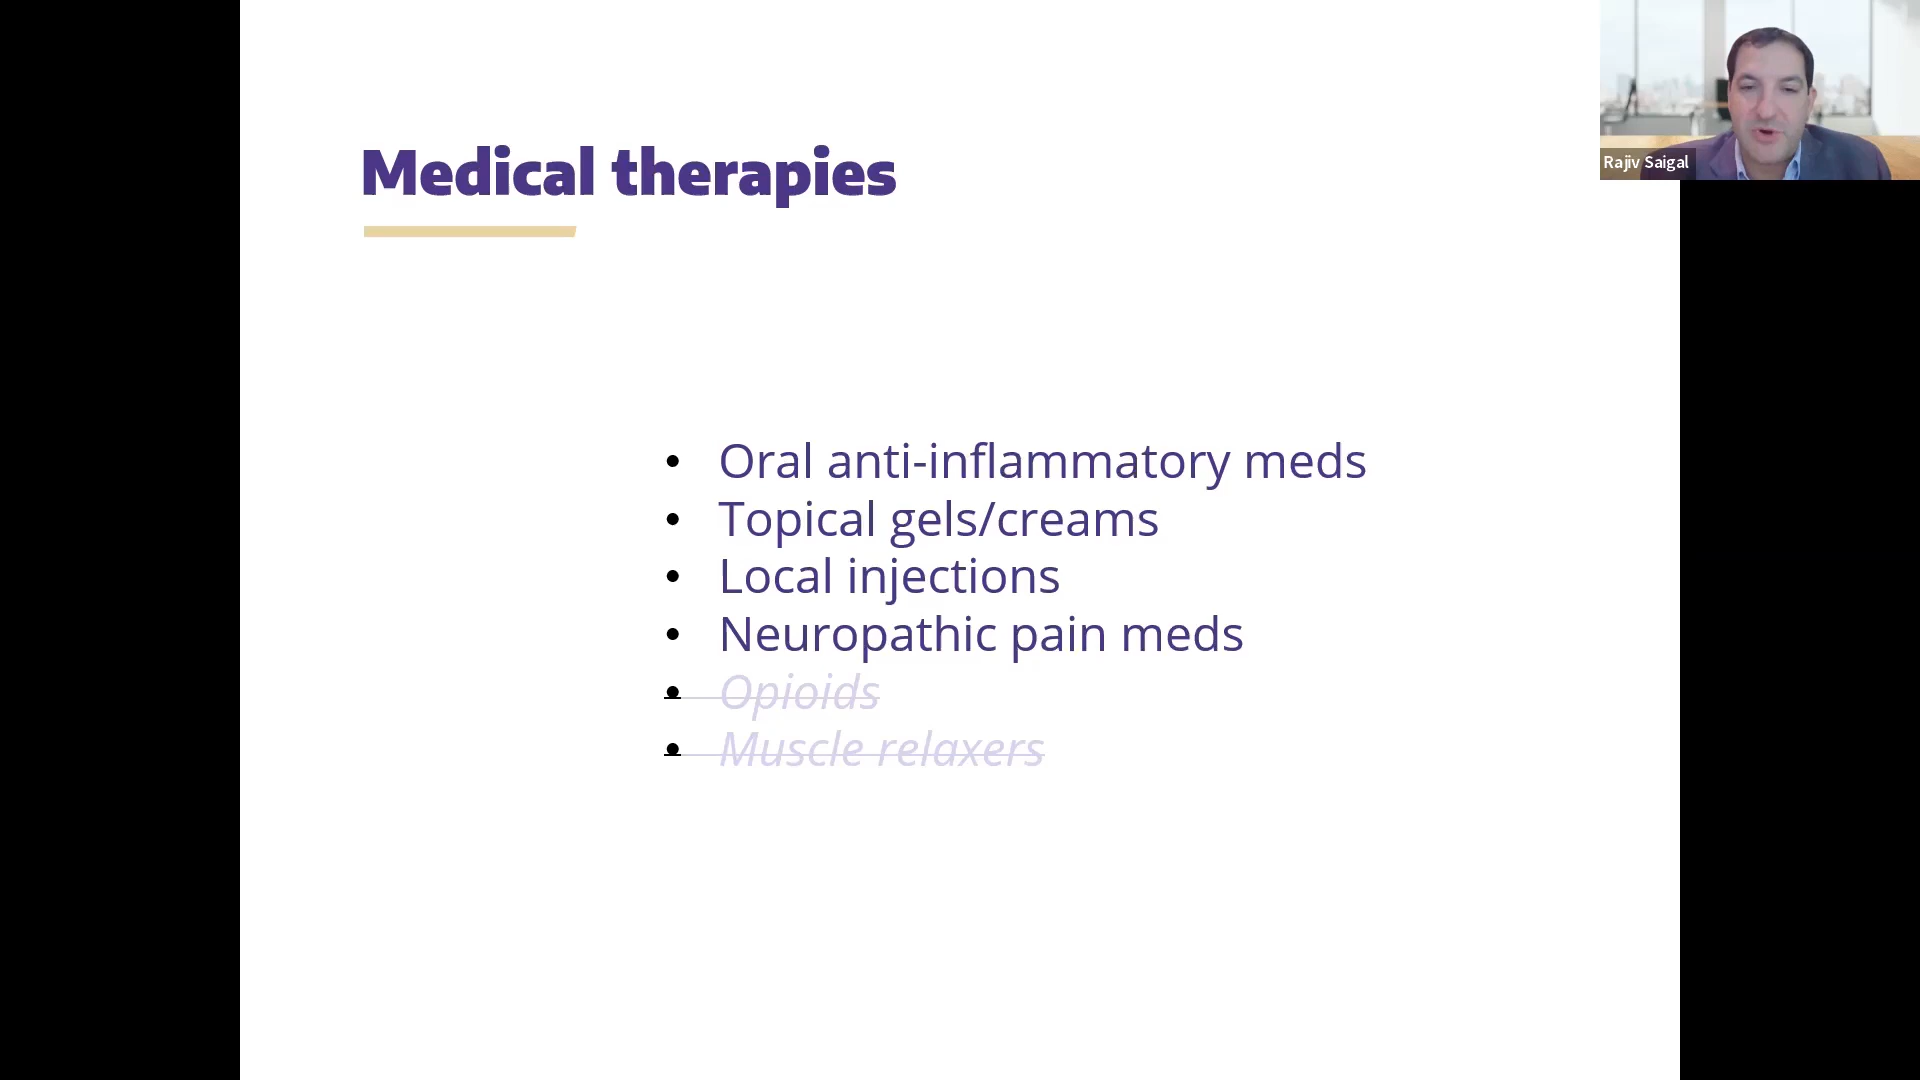 Medical therapies
• Oral anti-inflammatory meds
• Topical gels/creams
• Local injections
• Neuropathic pain meds
• Opioids
• Muscle relaxers
Rajiv Saigal